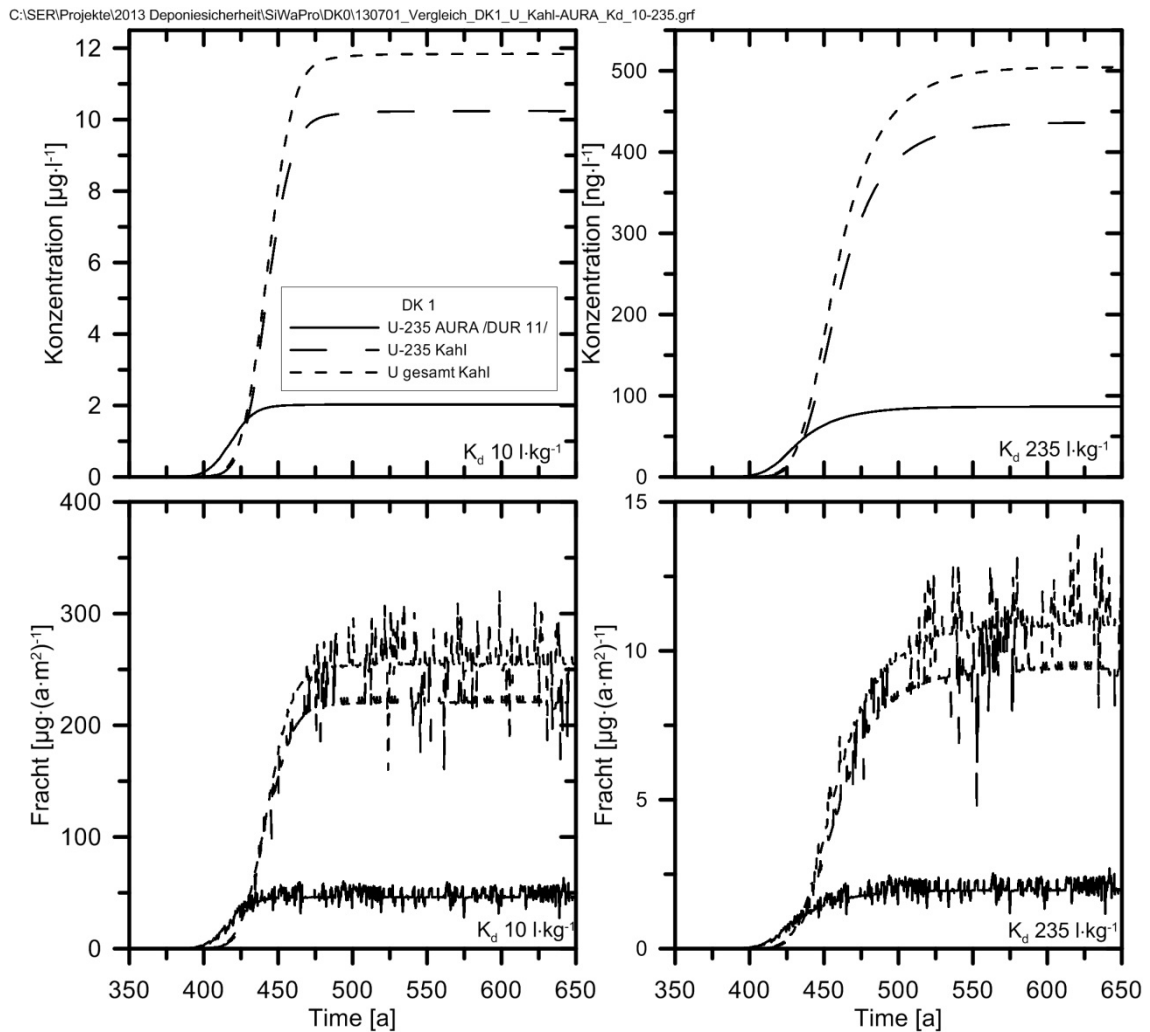 C:\SER\Projekte\2013 Deponiesicherheit\SiWaPro\DK0\130701_Vergleich_DK1_U_Kahl-AURA_Kd_10-235.grf
Konzentration [µg·l⁻¹]
12
10
8
6
4
2
0
DK 1
U-235 AURA /DUR 11/
U-235 Kahl
U gesamt Kahl
K_d 10 l·kg⁻¹
Konzentration [ng·l⁻¹]
500
400
300
200
100
0
K_d 235 l·kg⁻¹
Fracht [µg·(a·m²)⁻¹]
400
300
200
100
0
K_d 10 l·kg⁻¹
350 400 450 500 550 600 650
Time [a]
Fracht [µg·(a·m²)⁻¹]
15
10
5
0
K_d 235 l·kg⁻¹
350 400 450 500 550 600 650
Time [a]